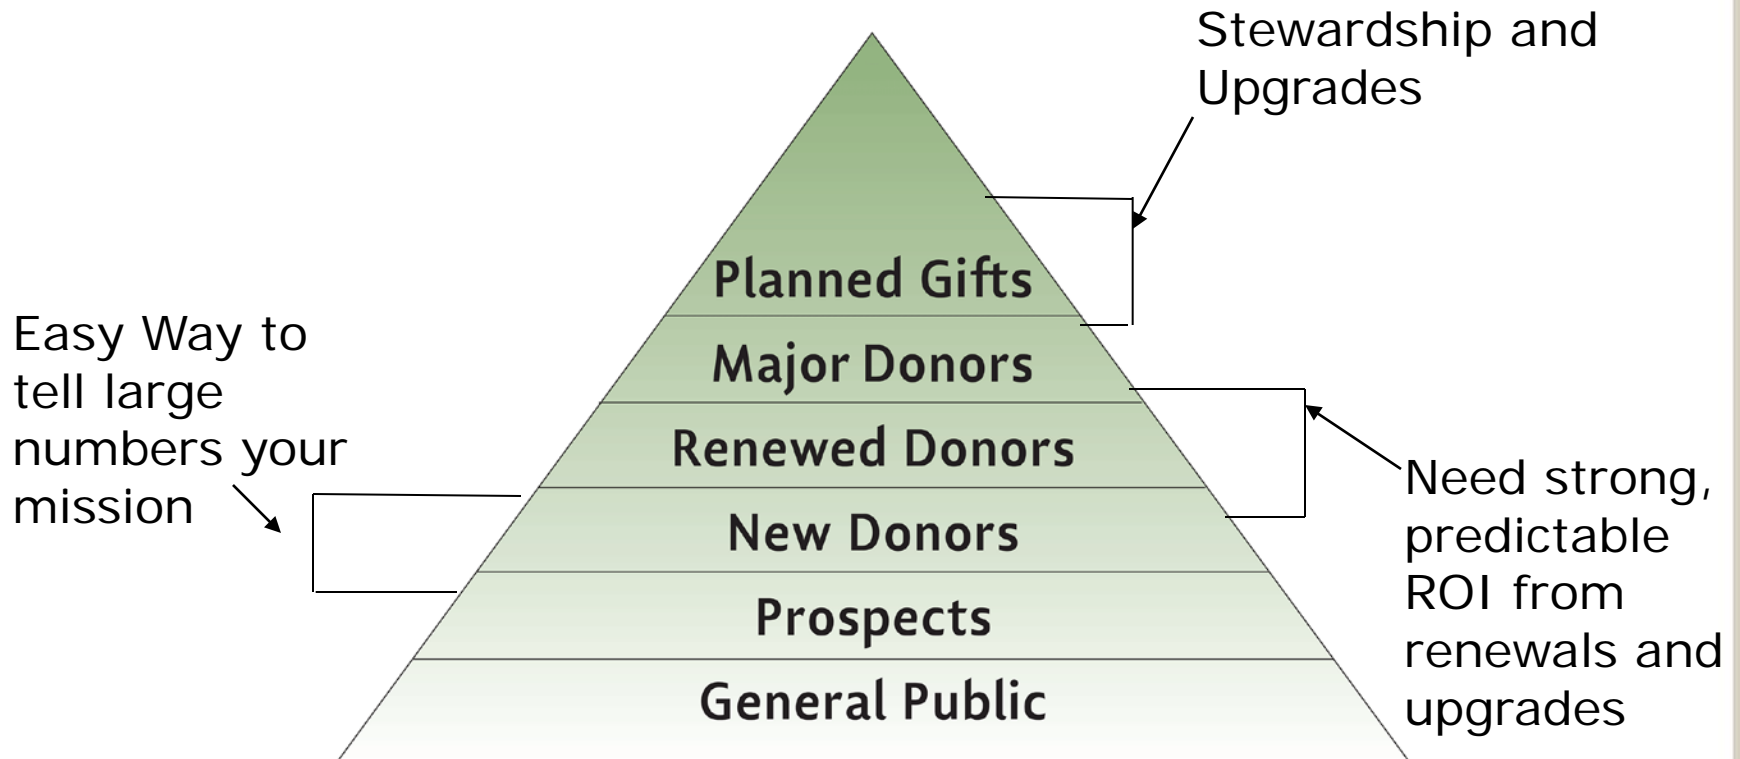 Stewardship and
Upgrades
Planned Gifts
Major Donors
Renewed Donors
New Donors
Prospects
General Public
Easy Way to
tell large
numbers your
mission
Need strong,
predictable
ROI from
renewals and
upgrades